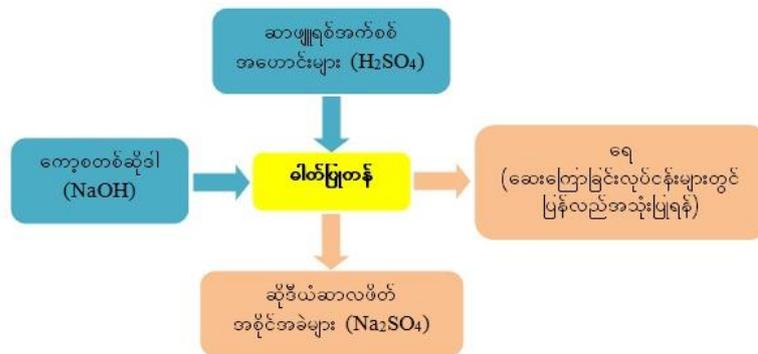 ဆာဖျူရစ်အက်စစ်
အဟောင်းများ (H₂SO₄)
ကော့စတစ်ဆိုဒါ
(NaOH)
ဓါတ်ပြုတန်
ရေ
(ဆေးကြောခြင်းလုပ်ငန်းများတွင်
ပြန်လည်အသုံးပြုရန်)
ဆိုဒီယံဆာလဖိတ်
အစိုင်အခဲများ (Na₂SO₄)